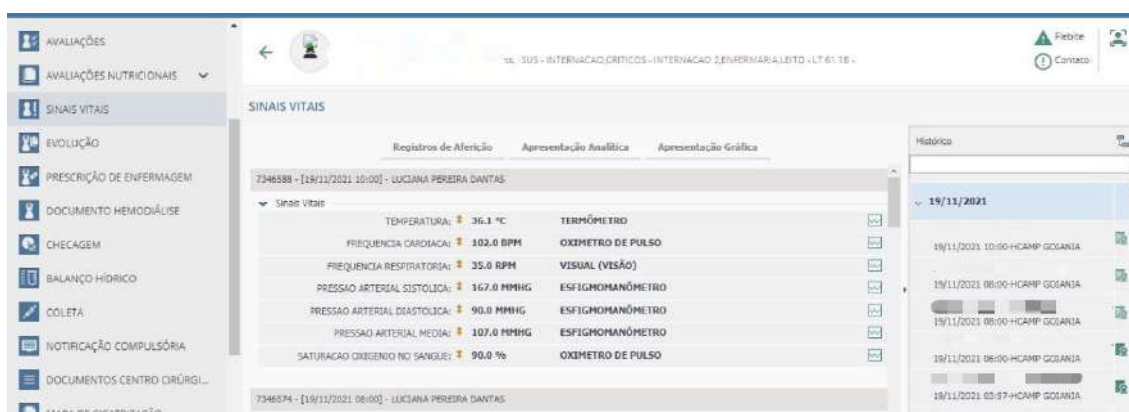 AVALIAÇÕES
AVALIAÇÕES NUTRICIONAIS
SINAIS VITAIS
EVOLUÇÃO
PRESCRIÇÃO DE ENFERMAGEM
DOCUMENTO HEMODIÁLISE
CHECAGEM
BALANÇO HÍDRICO
COLETA
NOTIFICAÇÃO COMPULSÓRIA
DOCUMENTOS CENTRO CIRÚRGI...
SUS - INTERNACAO,CRITICOS - INTERNACAO 2,ENFERMARIA,LEITO - LT 61.18 -
Flebite
Contato
SINAIS VITAIS
Registros de Aferição Apresentação Analítica Apresentação Gráfica
7346588 - [19/11/2021 10:00] - LUCIANA PEREIRA DANTAS
Sinais Vitais
TEMPERATURA: 36.1 °C TERMÔMETRO
FREQUENCIA CARDIACA: 102.0 BPM OXIMETRO DE PULSO
FREQUENCIA RESPIRATORIA: 35.0 RPM VISUAL (VISÃO)
PRESSAO ARTERIAL SISTOLICA: 167.0 MMHG ESFIGMOMANÔMETRO
PRESSAO ARTERIAL DIASTOLICA: 90.0 MMHG ESFIGMOMANÔMETRO
PRESSAO ARTERIAL MEDIA: 107.0 MMHG ESFIGMOMANÔMETRO
SATURACAO OXIGENIO NO SANGUE: 90.0 % OXIMETRO DE PULSO
7346574 - [19/11/2021 08:00] - LUCIANA PEREIRA DANTAS
Histórico
19/11/2021
19/11/2021 10:00-HCAMP GOIANIA
19/11/2021 08:00-HCAMP GOIANIA
19/11/2021 08:00-HCAMP GOIANIA
19/11/2021 06:00-HCAMP GOIANIA
19/11/2021 03:57-HCAMP GOIANIA